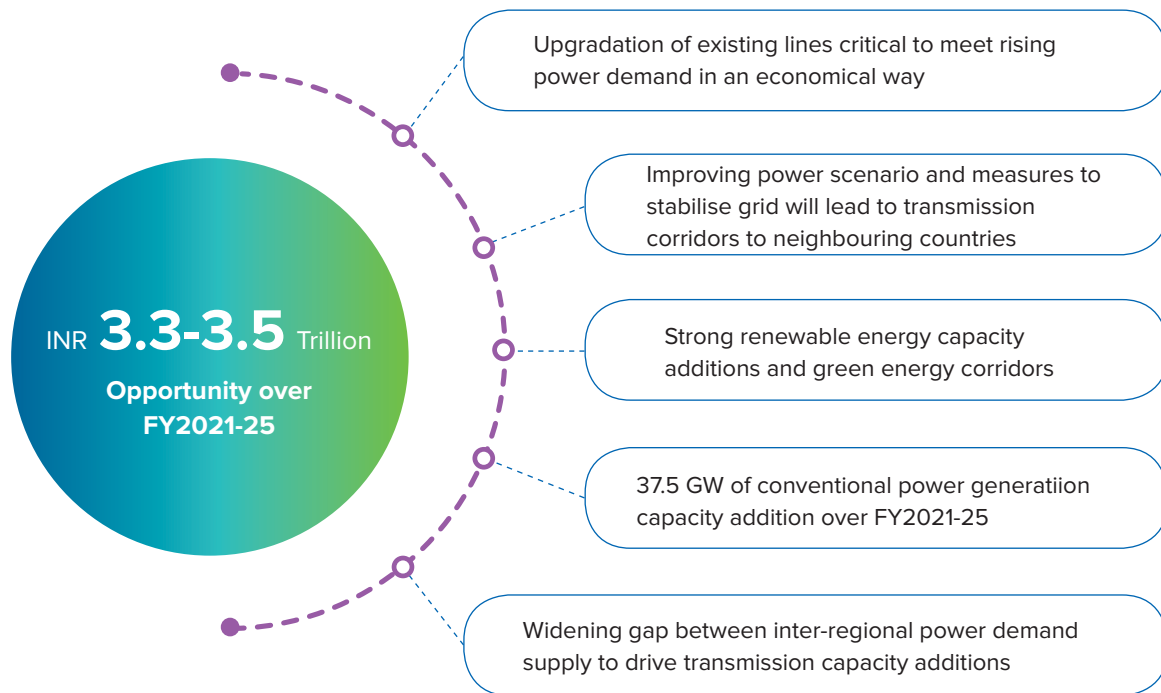 Upgradation of existing lines critical to meet rising
power demand in an economical way
Improving power scenario and measures to
stabilise grid will lead to transmission
corridors to neighbouring countries
INR 3.3-3.5 Trillion
Opportunity over
FY2021-25
Strong renewable energy capacity
additions and green energy corridors
37.5 GW of conventional power generatiion
capacity addition over FY2021-25
Widening gap between inter-regional power demand
supply to drive transmission capacity additions